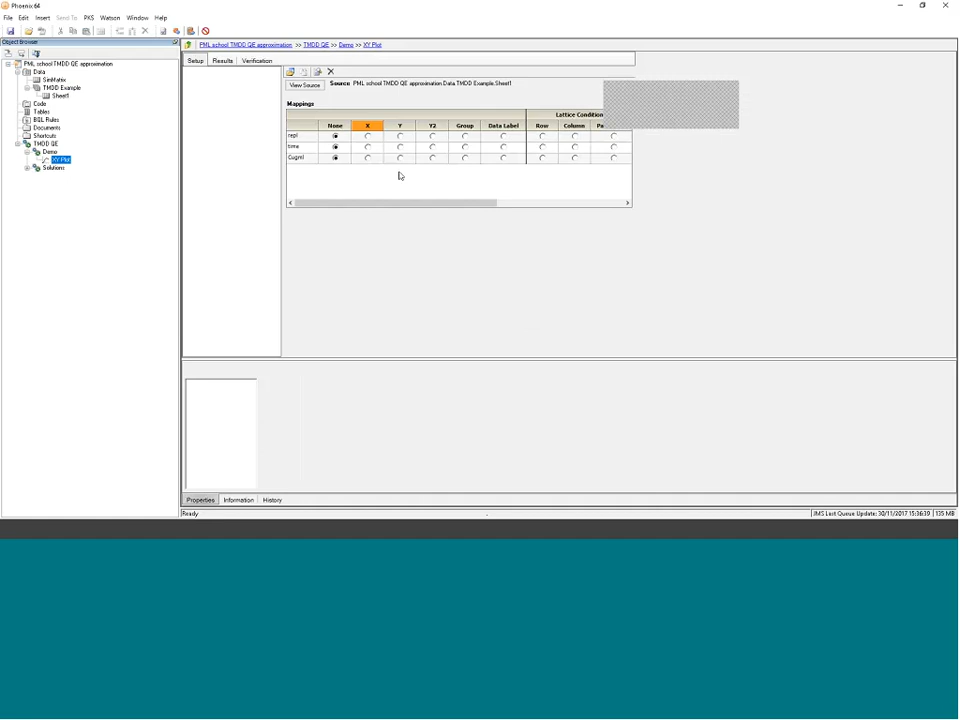 Phoenix 64
File Edit Insert Send To PKS Watson Window Help
Object Browser
PML school TMDD QE approximation >> TMDD QE >> Demo >> XY Plot
PML school TMDD QE approximation
Data
SimMatrix
TMDD Example
Sheet1
Code
Tables
BQL Rules
Documents
Shortcuts
TMDD QE
Demo
XY Plot
Solutions
Setup Results Verification
View Source Source PML school TMDD QE approximation.Data.TMDD Example.Sheet1
Mappings
Lattice Condition
None X Y Y2 Group Data Label Row Column Pa
repl
time
Cugml
Properties Information History
Ready JMS Last Queue Update: 30/11/2017 15:36:39 135 MB